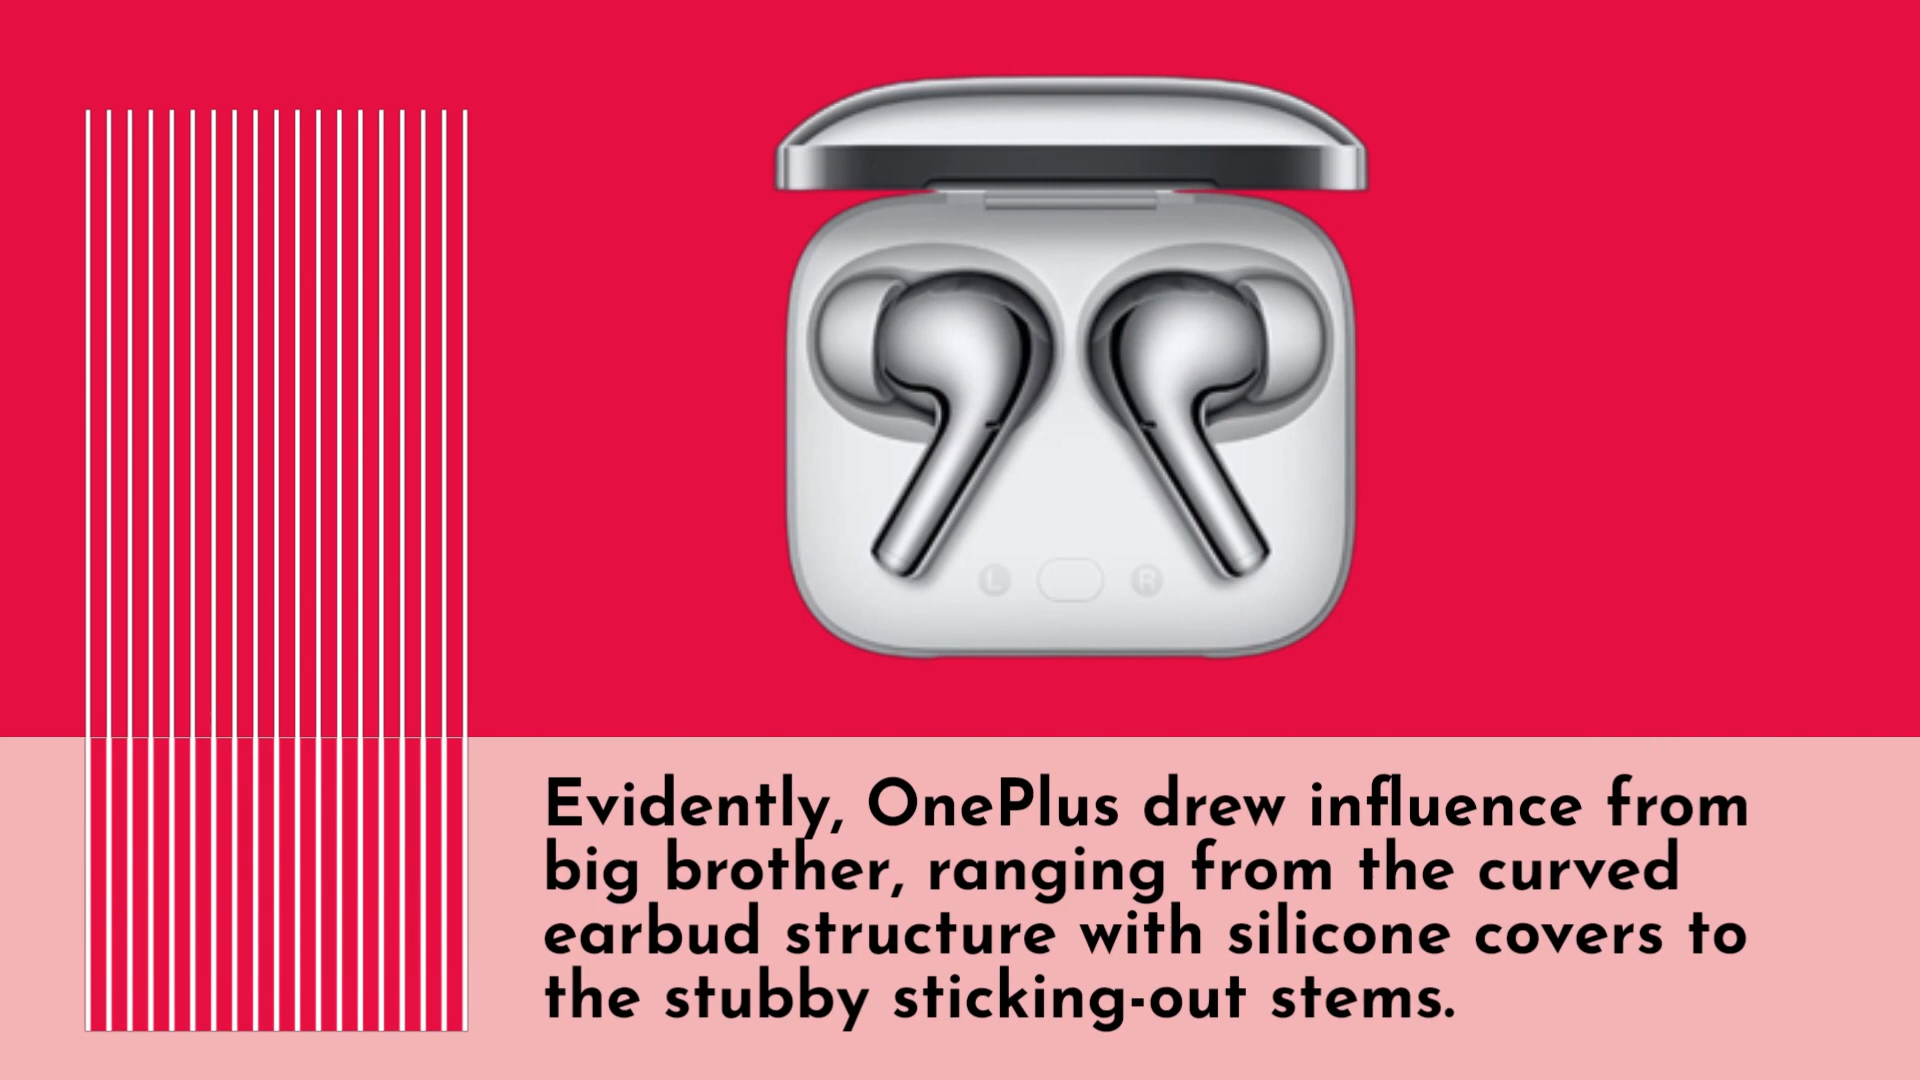 L R
Evidently, OnePlus drew influence from
big brother, ranging from the curved
earbud structure with silicone covers to
the stubby sticking-out stems.